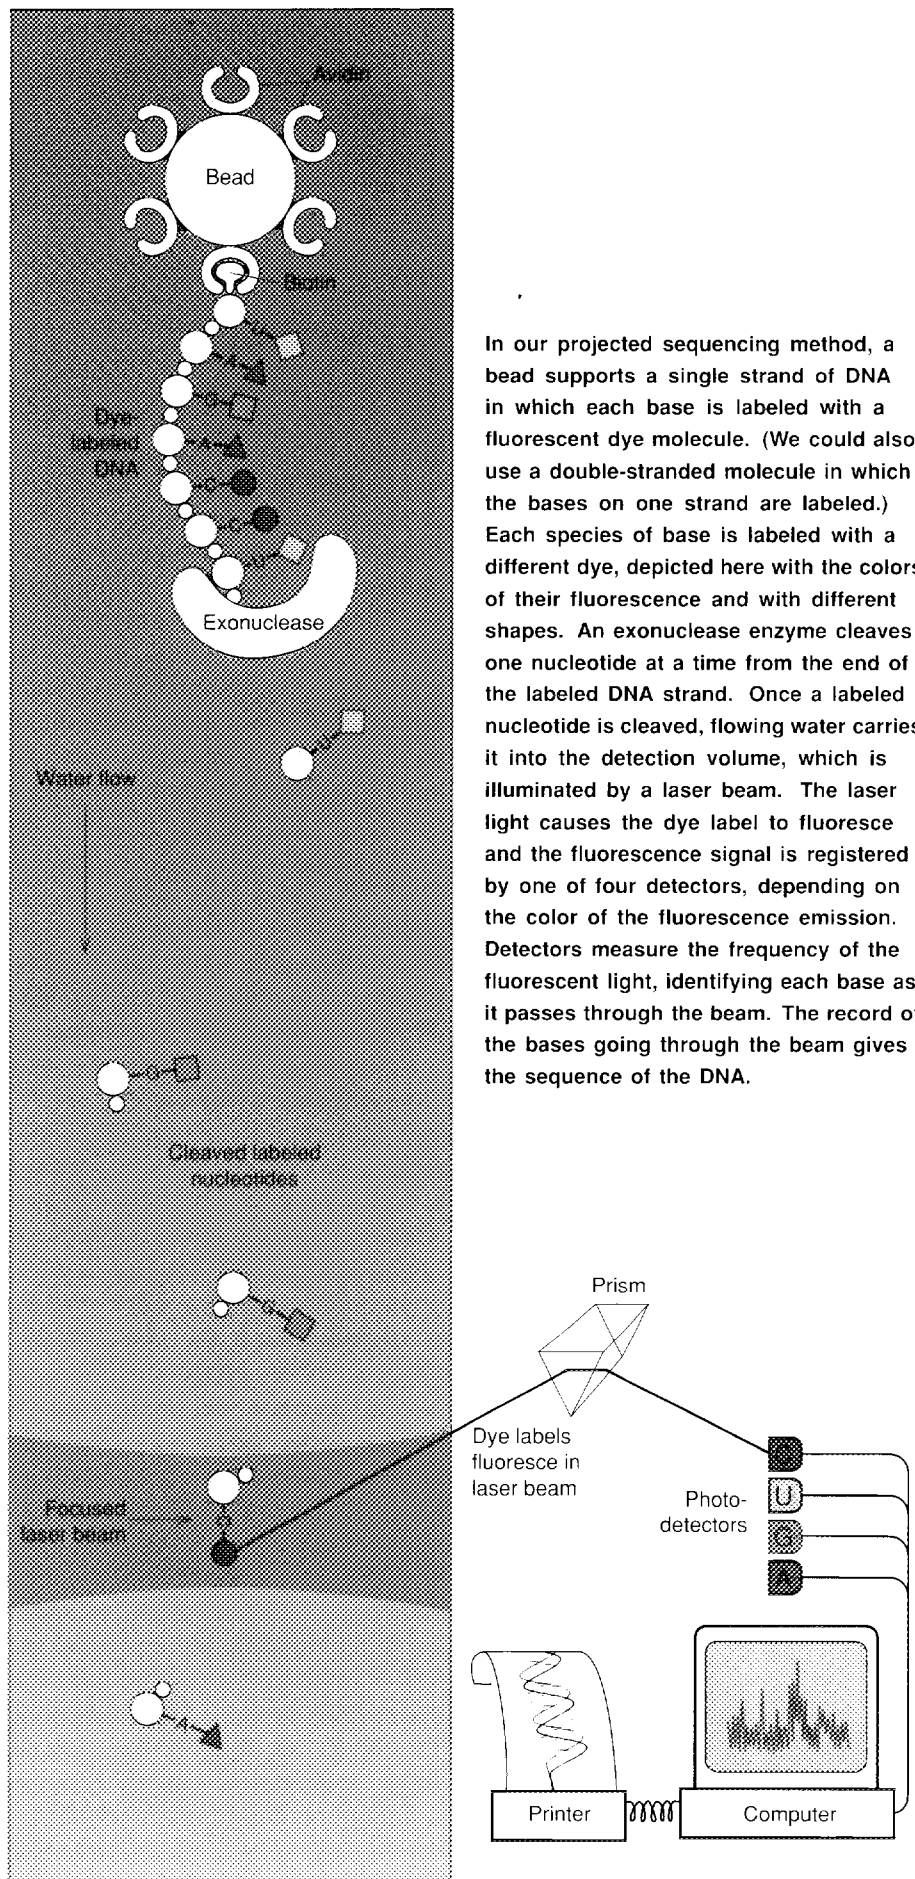 Avidin
Bead
Biotin
Dye-
labeled
DNA
G
A
G
A
C
C
U
Exonuclease
U
Water flow
G
Cleaved labeled
nucleotides
G
Focused
laser beam
C
A
In our projected sequencing method, a
bead supports a single strand of DNA
in which each base is labeled with a
fluorescent dye molecule. (We could also
use a double-stranded molecule in which
the bases on one strand are labeled.)
Each species of base is labeled with a
different dye, depicted here with the colors
of their fluorescence and with different
shapes. An exonuclease enzyme cleaves
one nucleotide at a time from the end of
the labeled DNA strand. Once a labeled
nucleotide is cleaved, flowing water carries
it into the detection volume, which is
illuminated by a laser beam. The laser
light causes the dye label to fluoresce
and the fluorescence signal is registered
by one of four detectors, depending on
the color of the fluorescence emission.
Detectors measure the frequency of the
fluorescent light, identifying each base as
it passes through the beam. The record of
the bases going through the beam gives
the sequence of the DNA.
Prism
Dye labels
fluoresce in
laser beam
Photo-
detectors
C
U
G
A
Printer
Computer